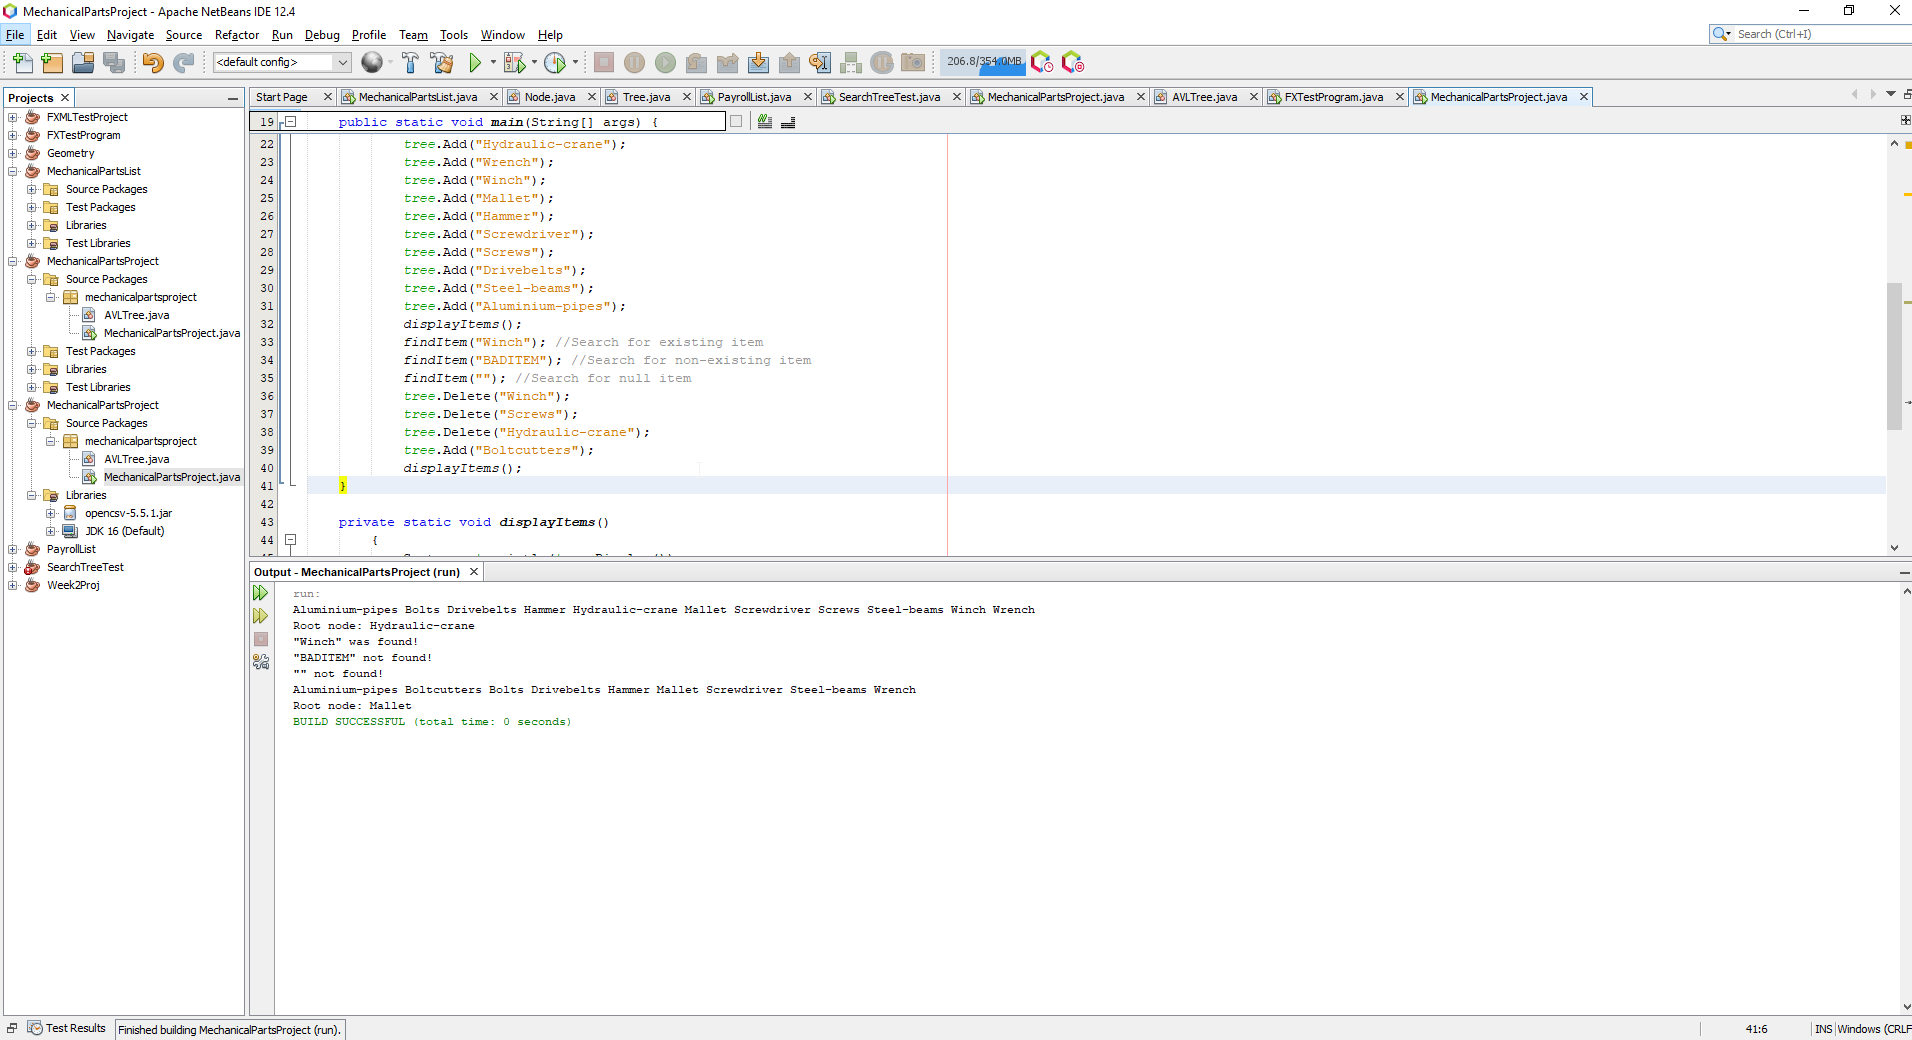 MechanicalPartsProject - Apache NetBeans IDE 12.4
File Edit View Navigate Source Refactor Run Debug Profile Team Tools Window Help
Search (Ctrl+I)
<default config>
206.8/354.0MB
Projects
Start Page MechanicalPartsList.java Node.java Tree.java PayrollList.java SearchTreeTest.java MechanicalPartsProject.java AVLTree.java FXTestProgram.java MechanicalPartsProject.java
FXMLTestProject
FXTestProgram
Geometry
MechanicalPartsList
Source Packages
Test Packages
Libraries
Test Libraries
MechanicalPartsProject
Source Packages
mechanicalpartsproject
AVLTree.java
MechanicalPartsProject.java
Test Packages
Libraries
Test Libraries
MechanicalPartsProject
Source Packages
mechanicalpartsproject
AVLTree.java
MechanicalPartsProject.java
Libraries
opencsv-5.5.1.jar
JDK 16 (Default)
PayrollList
SearchTreeTest
Week2Proj
19 public static void main(String[] args) {
22 tree.Add("Hydraulic-crane");
23 tree.Add("Wrench");
24 tree.Add("Winch");
25 tree.Add("Mallet");
26 tree.Add("Hammer");
27 tree.Add("Screwdriver");
28 tree.Add("Screws");
29 tree.Add("Drivebelts");
30 tree.Add("Steel-beams");
31 tree.Add("Aluminium-pipes");
32 displayItems();
33 findItem("Winch"); //Search for existing item
34 findItem("BADITEM"); //Search for non-existing item
35 findItem(""); //Search for null item
36 tree.Delete("Winch");
37 tree.Delete("Screws");
38 tree.Delete("Hydraulic-crane");
39 tree.Add("Boltcutters");
40 displayItems();
41 }
42
43 private static void displayItems()
44 {
Output - MechanicalPartsProject (run)
run:
Aluminium-pipes Bolts Drivebelts Hammer Hydraulic-crane Mallet Screwdriver Screws Steel-beams Winch Wrench
Root node: Hydraulic-crane
"Winch" was found!
"BADITEM" not found!
"" not found!
Aluminium-pipes Boltcutters Bolts Drivebelts Hammer Mallet Screwdriver Steel-beams Wrench
Root node: Mallet
BUILD SUCCESSFUL (total time: 0 seconds)
Test Results Finished building MechanicalPartsProject (run).
41:6 INS Windows (CRLF